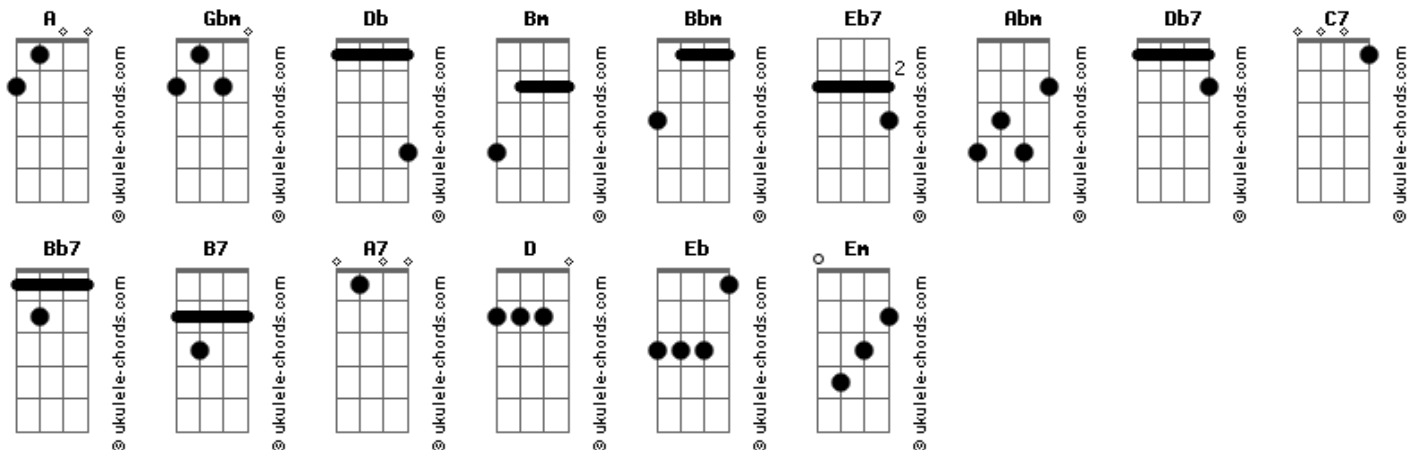 A Gbm Db Bm Bbm Eb7 Abm Db7 C7
© ukulele-chords.com © ukulele-chords.com © ukulele-chords.com © ukulele-chords.com © ukulele-chords.com 2 © ukulele-chords.com © ukulele-chords.com © ukulele-chords.com © ukulele-chords.com
Bb7 B7 A7 D Eb Em
© ukulele-chords.com © ukulele-chords.com © ukulele-chords.com © ukulele-chords.com © ukulele-chords.com © ukulele-chords.com